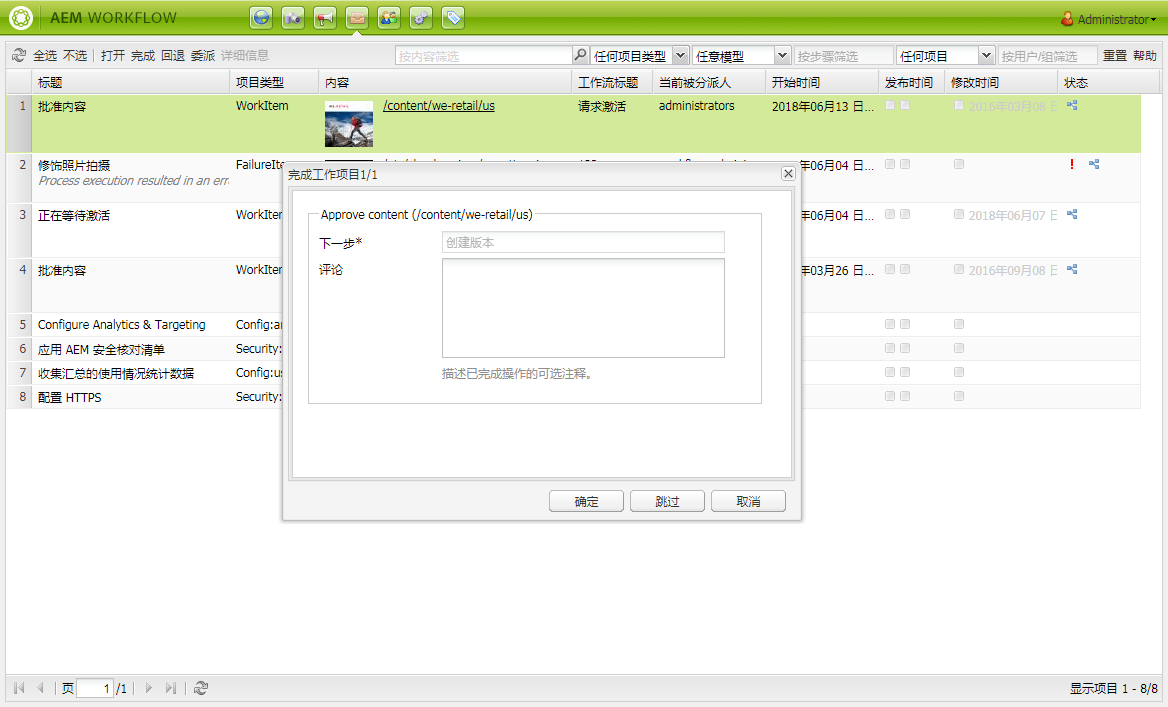 AEM WORKFLOW
Administrator
全选 不选 打开 完成 回退 委派 详细信息 按内容筛选 任何项目类型 任意模型 按步骤筛选 任何项目 按用户/组筛选 重置 帮助
标题 项目类型 内容 工作流标题 当前被分派人 开始时间 发布时间 修改时间 状态
1 批准内容 WorkItem /content/we-retail/us 请求激活 administrators 2018年06月13 日... 2016年03月08 日
2 修饰照片拍摄 FailureIte 年06月04 日...
Process execution resulted in an erro
3 正在等待激活 WorkItem 年06月04 日... 2018年06月07 日
4 批准内容 WorkItem 年03月26 日... 2016年09月08 日
5 Configure Analytics & Targeting Config:an
6 应用 AEM 安全核对清单 Security:
7 收集汇总的使用情况统计数据 Config:us
8 配置 HTTPS Security:
完成工作项目1/1
Approve content (/content/we-retail/us)
下一步* 创建版本
评论
描述已完成操作的可选注释。
确定 跳过 取消
页 1 /1
显示项目 1 - 8/8